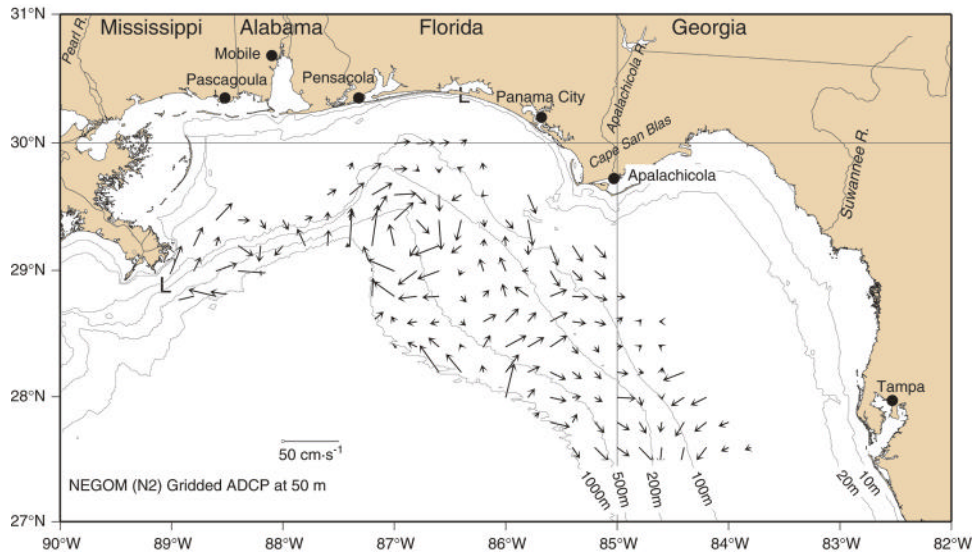 31°N
Mississippi Alabama Florida Georgia
Pearl R.
Mobile
Pascagoula
Pensacola
L
Panama City
Apalachicola R.
30°N
Cape San Blas
Apalachicola
Suwannee R.
29°N
L
28°N
Tampa
50 cm·s⁻¹
NEGOM (N2) Gridded ADCP at 50 m
1000m
500m
200m
100m
20m
10m
27°N
90°W 89°W 88°W 87°W 86°W 85°W 84°W 83°W 82°W